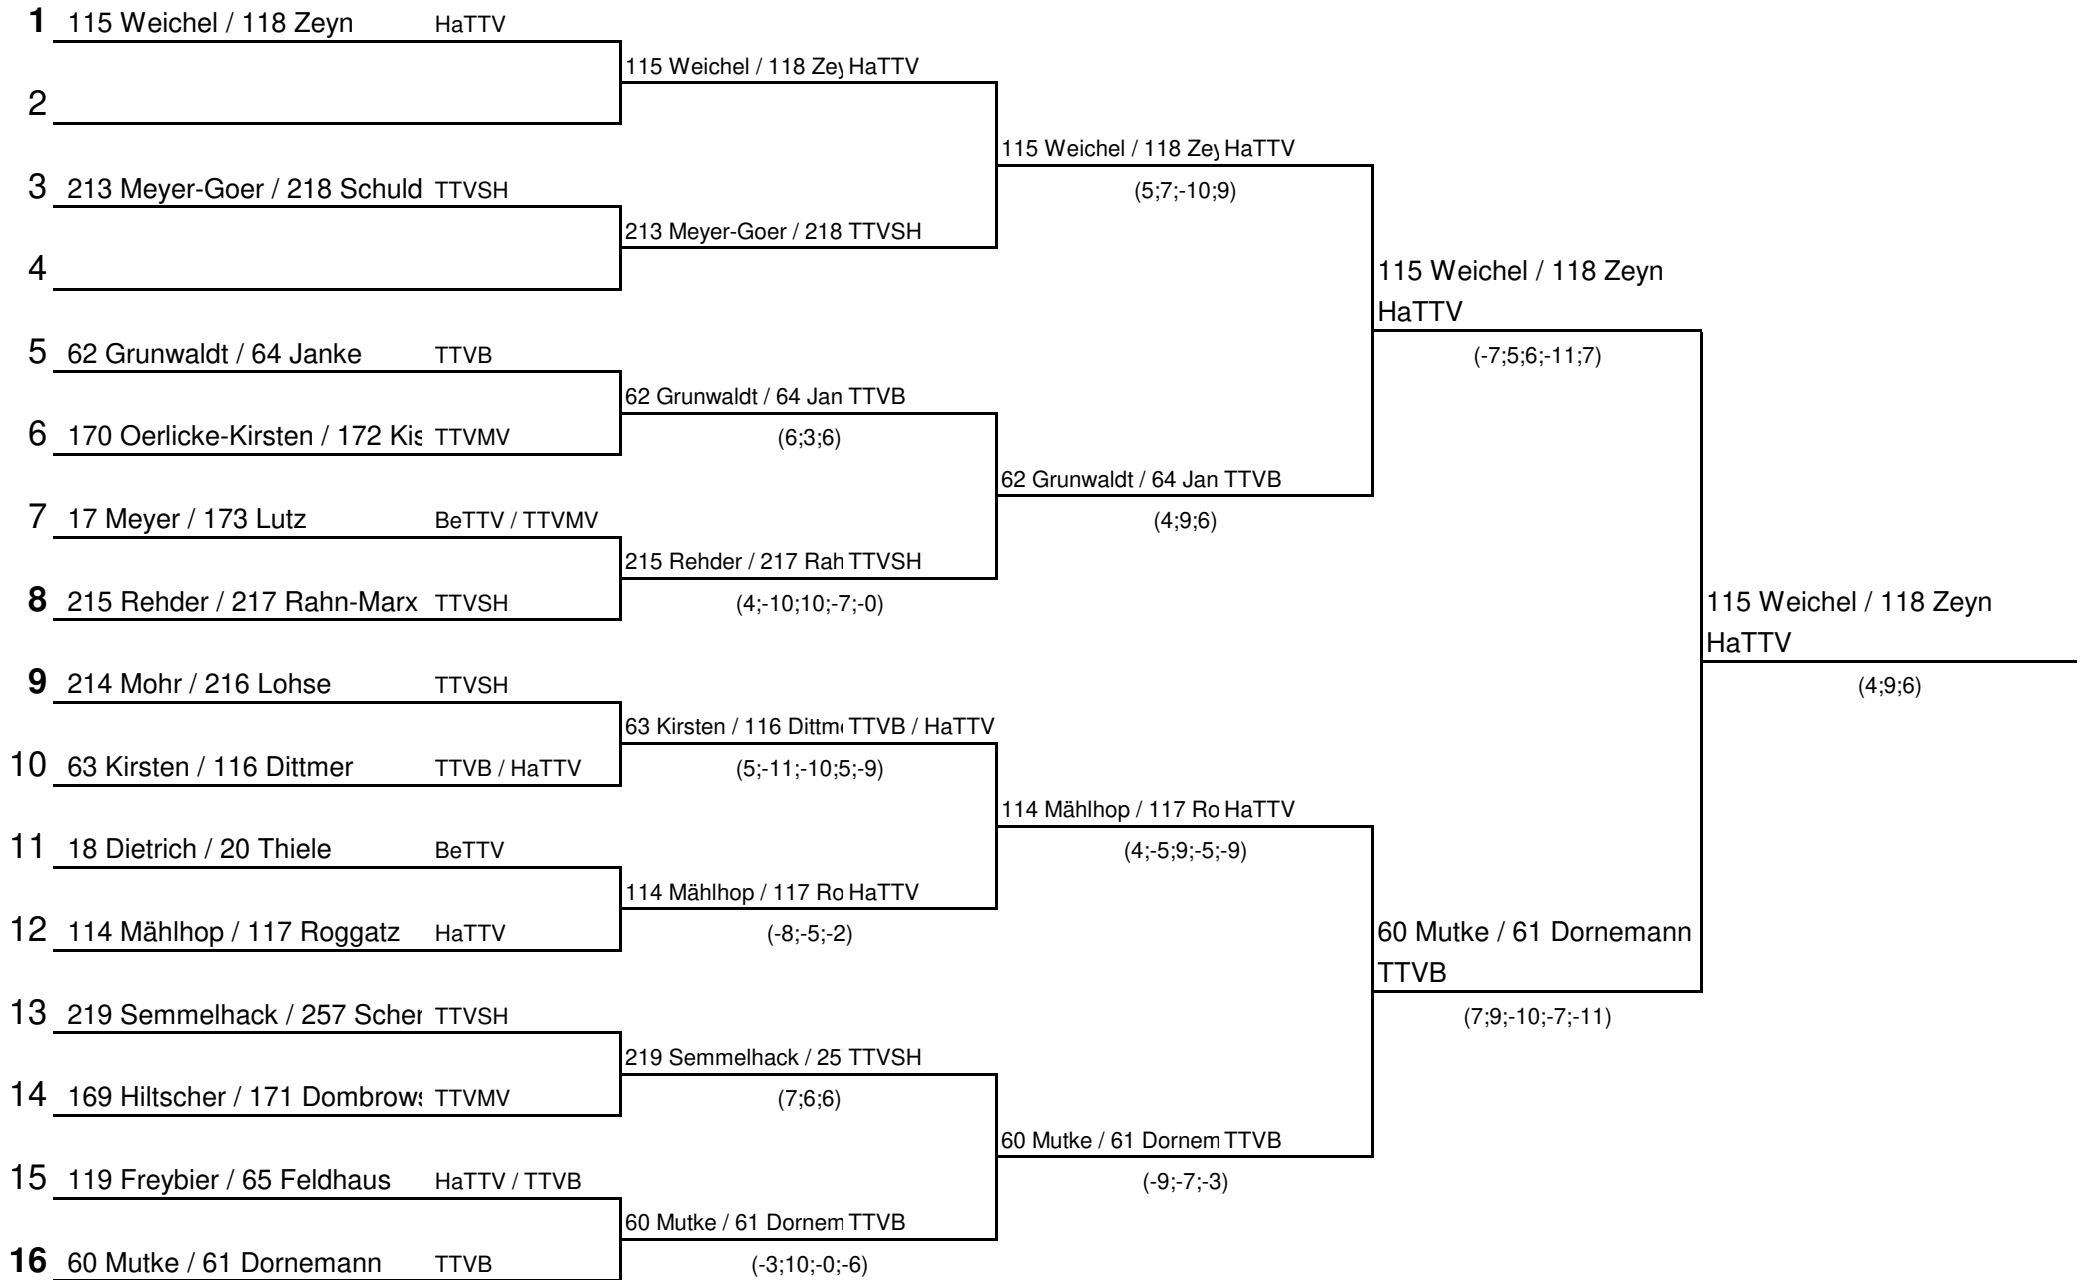 1 115 Weichel / 118 Zeyn HaTTV
115 Weichel / 118 Zey HaTTV
2
115 Weichel / 118 Zey HaTTV
3 213 Meyer-Goer / 218 Schuld TTVSH
(5;7;-10;9)
213 Meyer-Goer / 218 TTVSH
4
115 Weichel / 118 Zeyn
HaTTV
5 62 Grunwaldt / 64 Janke TTVB
(-7;5;6;-11;7)
62 Grunwaldt / 64 Jan TTVB
6 170 Oerlicke-Kirsten / 172 Kis TTVMV
(6;3;6)
62 Grunwaldt / 64 Jan TTVB
7 17 Meyer / 173 Lutz BeTTV / TTVMV
(4;9;6)
215 Rehder / 217 Rah TTVSH
8 215 Rehder / 217 Rahn-Marx TTVSH
(4;-10;10;-7;-0)
115 Weichel / 118 Zeyn
HaTTV
9 214 Mohr / 216 Lohse TTVSH
(4;9;6)
63 Kirsten / 116 Dittm TTVB / HaTTV
10 63 Kirsten / 116 Dittmer TTVB / HaTTV
(5;-11;-10;5;-9)
114 Mählhop / 117 Ro HaTTV
11 18 Dietrich / 20 Thiele BeTTV
(4;-5;9;-5;-9)
114 Mählhop / 117 Ro HaTTV
12 114 Mählhop / 117 Roggatz HaTTV
(-8;-5;-2)
60 Mutke / 61 Dornemann
TTVB
13 219 Semmelhack / 257 Scher TTVSH
(7;9;-10;-7;-11)
219 Semmelhack / 25 TTVSH
14 169 Hiltscher / 171 Dombrows TTVMV
(7;6;6)
60 Mutke / 61 Dornem TTVB
15 119 Freybier / 65 Feldhaus HaTTV / TTVB
(-9;-7;-3)
60 Mutke / 61 Dornem TTVB
16 60 Mutke / 61 Dornemann TTVB
(-3;10;-0;-6)